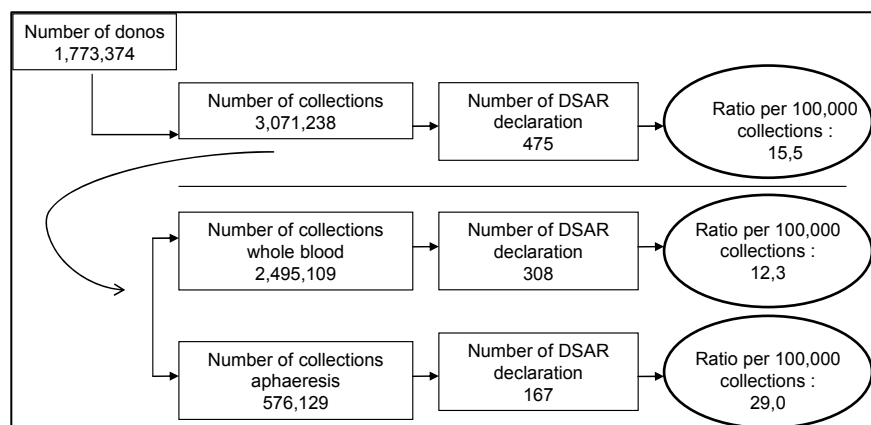 Number of donos
1,773,374
Number of collections
3,071,238
Number of DSAR
declaration
475
Ratio per 100,000
collections :
15,5
Number of collections
whole blood
2,495,109
Number of DSAR
declaration
308
Ratio per 100,000
collections :
12,3
Number of collections
aphaeresis
576,129
Number of DSAR
declaration
167
Ratio per 100,000
collections :
29,0